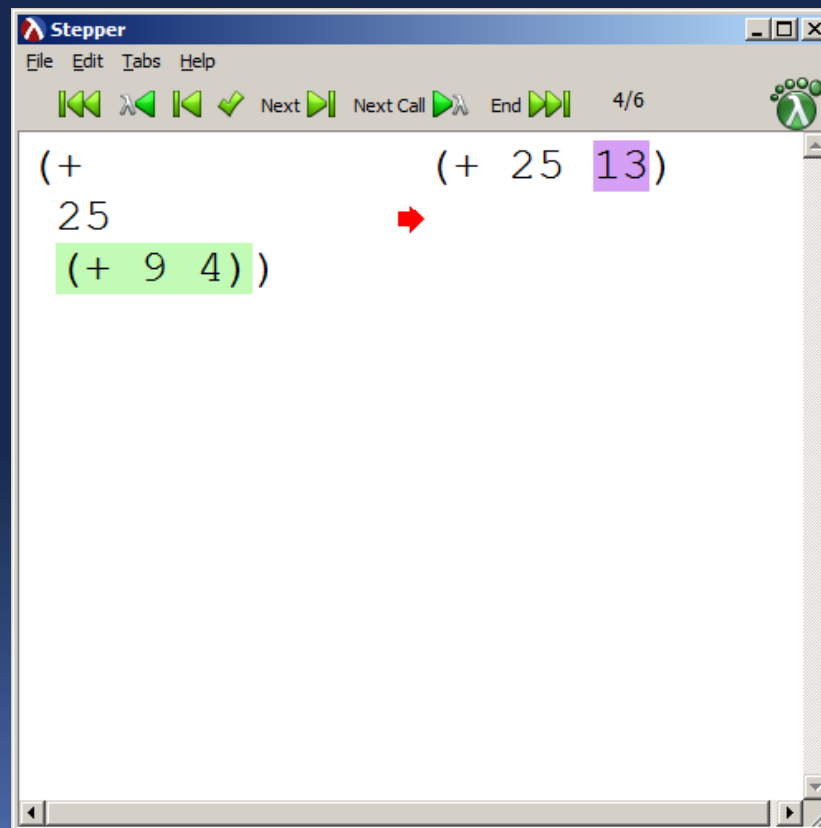 Stepper
File Edit Tabs Help
Next Next Call End 4/6
(+
25
(+ 9 4))
(+ 25 13)